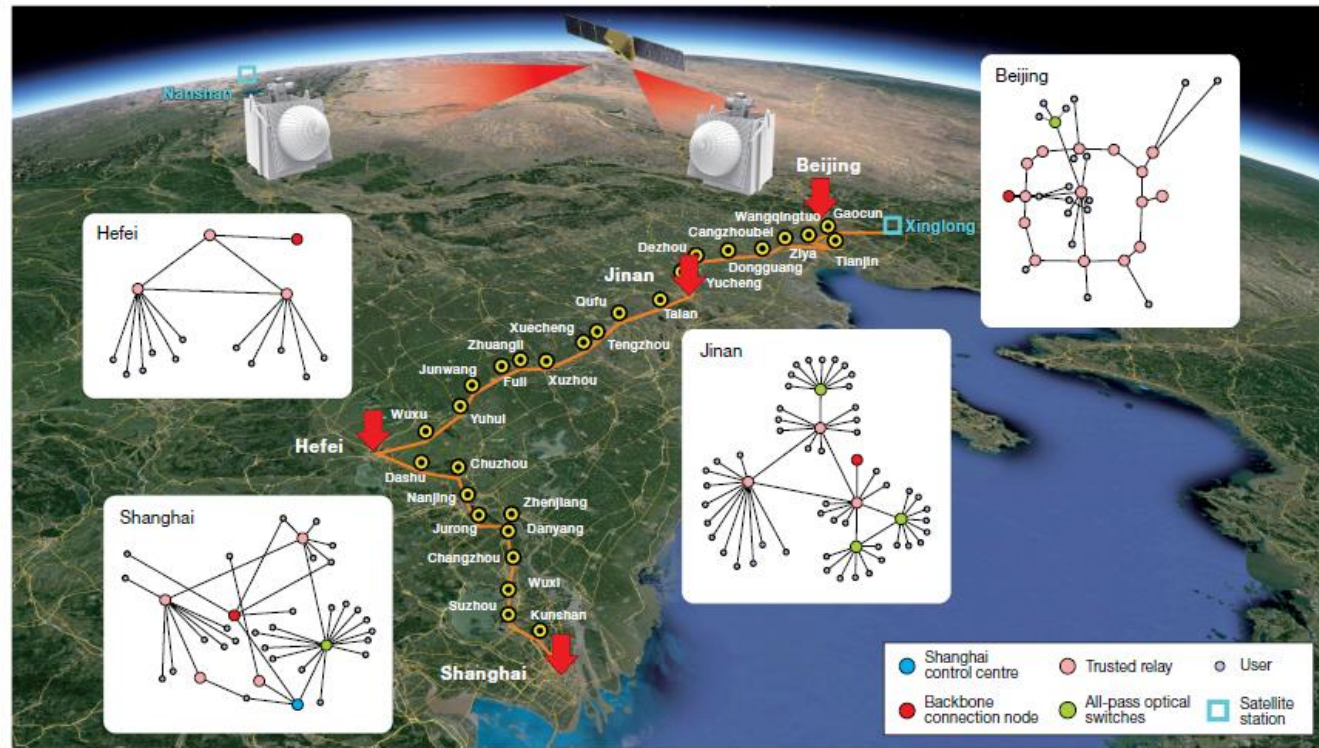 Nanshan
Beijing
Hefei
Beijing
Wangqingtuo
Gaocun
Xinglong
Cangzhoubei
Dezhou
Ziya
Tianjin
Dongguang
Jinan
Yucheng
Qufu
Taian
Xuecheng
Tengzhou
Zhuangli
Junwang
Fuli
Xuzhou
Jinan
Wuxu
Yuhui
Hefei
Chuzhou
Dashu
Nanjing
Zhenjiang
Shanghai
Jurong
Danyang
Changzhou
Wuxi
Suzhou
Kunshan
Shanghai
Shanghai
control centre
Trusted relay
User
Backbone
connection node
All-pass optical
switches
Satellite
station